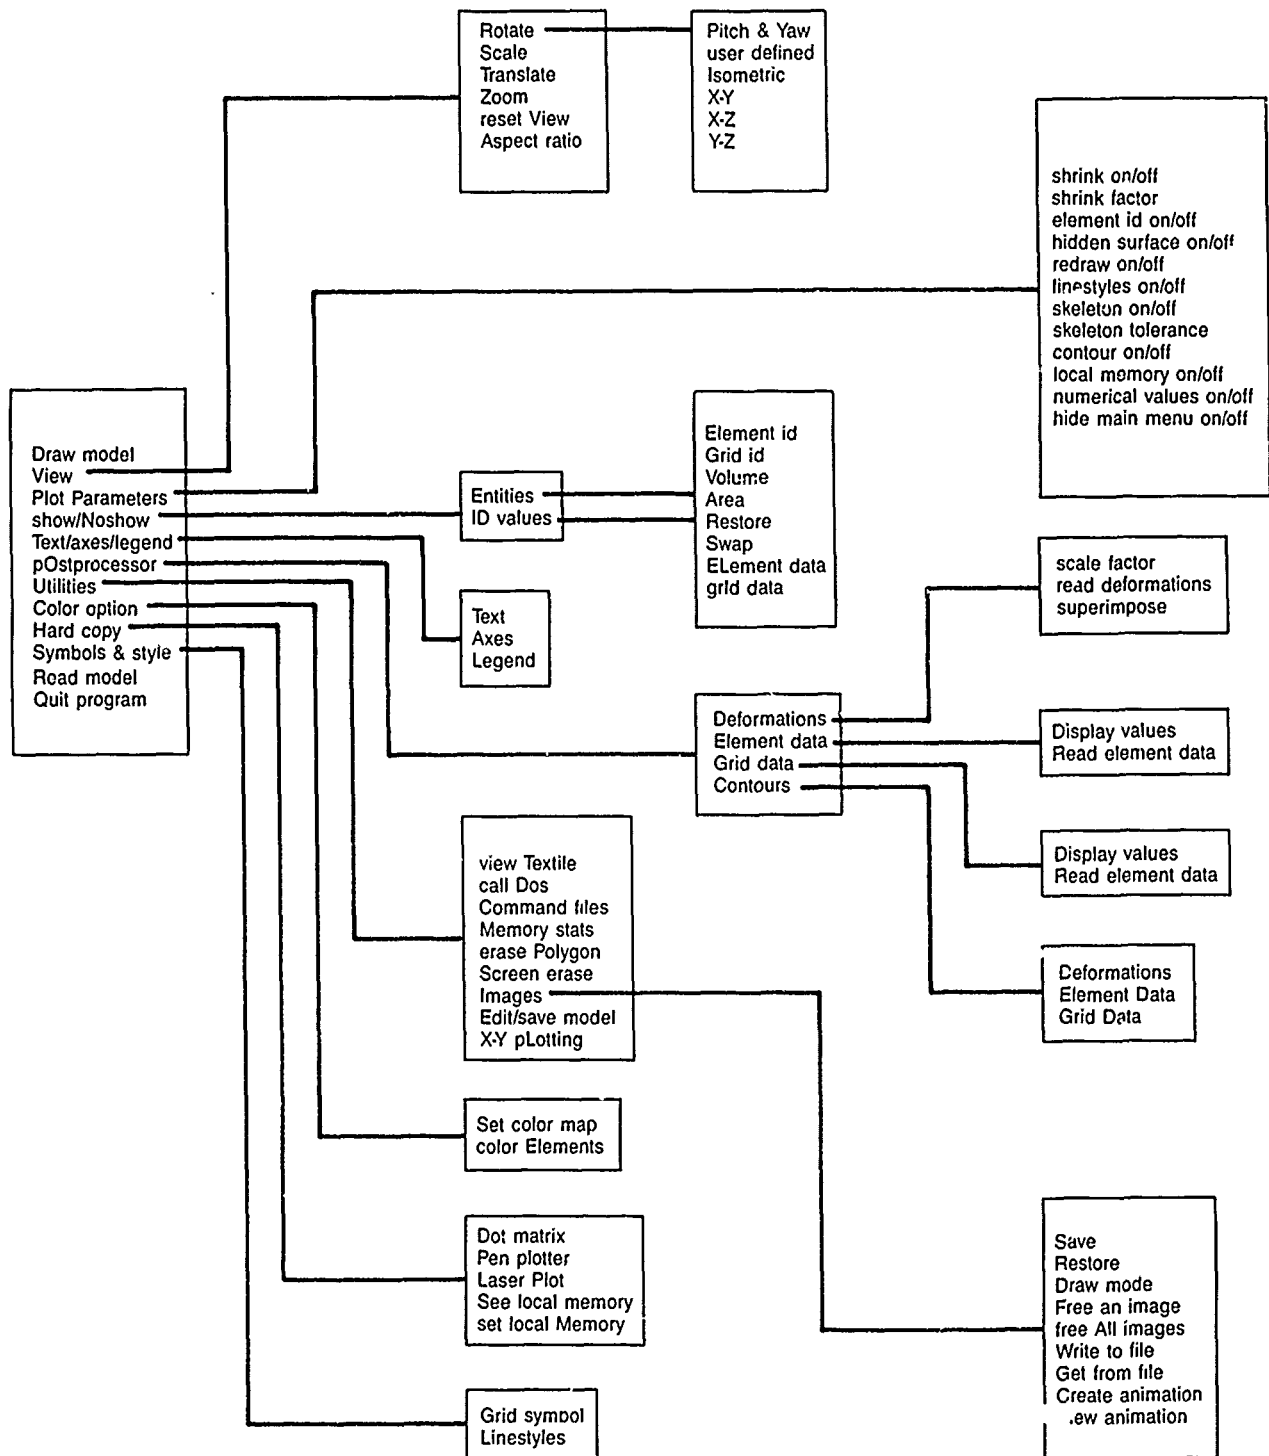 Rotate
Scale
Translate
Zoom
reset View
Aspect ratio
Pitch & Yaw
user defined
Isometric
X-Y
X-Z
Y-Z
shrink on/off
shrink factor
element id on/off
hidden surface on/off
redraw on/off
linestyles on/off
skeleton on/off
skeleton tolerance
contour on/off
local memory on/off
numerical values on/off
hide main menu on/off
Draw model
View
Plot Parameters
show/Noshow
Text/axes/legend
pOstprocessor
Utilities
Color option
Hard copy
Symbols & style
Read model
Quit program
Entities
ID values
Element id
Grid id
Volume
Area
Restore
Swap
ELement data
grId data
Text
Axes
Legend
Deformations
Element data
Grid data
Contours
scale factor
read deformations
superimpose
Display values
Read element data
Display values
Read element data
Deformations
Element Data
Grid Data
view Textile
call Dos
Command files
Memory stats
erase Polygon
Screen erase
Images
Edit/save model
X-Y pLotting
Set color map
color Elements
Dot matrix
Pen plotter
Laser Plot
See local memory
set local Memory
Grid symbol
Linestyles
Save
Restore
Draw mode
Free an image
free All images
Write to file
Get from file
Create animation
animation